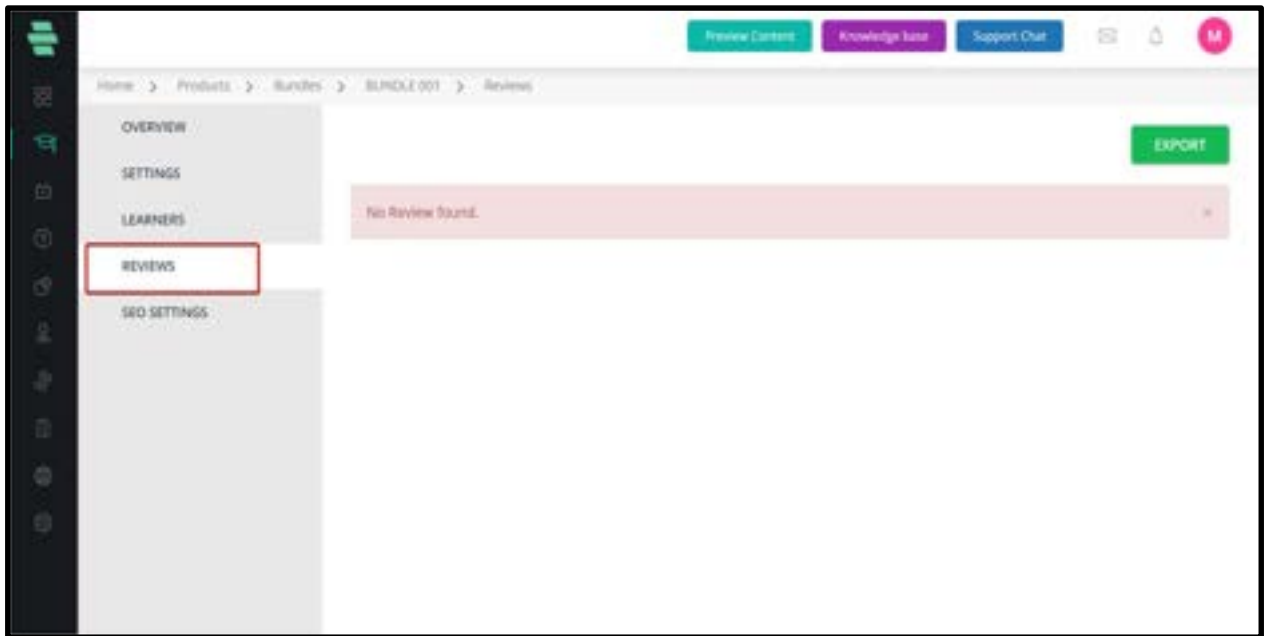 Preview Content Knowledge base Support Chat M
Home > Products > Bundles > BUNDLE 001 > Reviews
OVERVIEW
SETTINGS
LEARNERS
REVIEWS
SEO SETTINGS
EXPORT
No Review found. ×